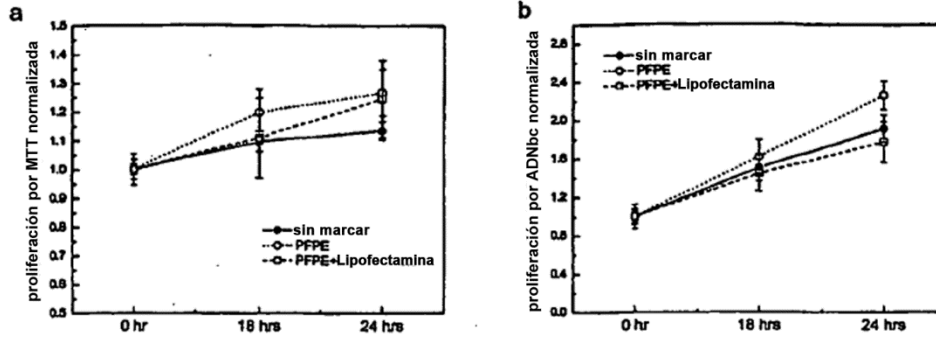 a
proliferación por MTT normalizada
1.5
1.4
1.3
1.2
1.1
1.0
0.9
0.8
0.7
0.6
0.5
0 hr
18 hrs
24 hrs
sin marcar
PFPE
PFPE+Lipofectamina
b
proliferación por ADNbc normalizada
2.8
2.4
2.0
1.6
1.2
0.8
0.4
0.0
0 hr
18 hrs
24 hrs
sin marcar
PFPE
PFPE+Lipofectamina